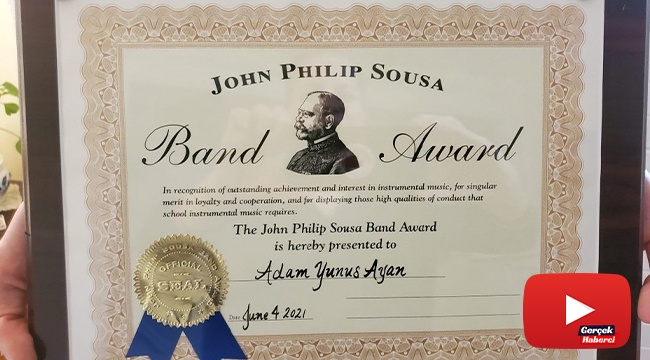 JOHN PHILIP SOUSA
Band Award
In recognition of outstanding achievement and interest in instrumental music, for singular
merit in loyalty and cooperation, and for displaying those high qualities of conduct that
school instrumental music requires.
The John Philip Sousa Band Award
is hereby presented to
Adam Yunus Ayan
Date June 4 2021
SOUSA BAND
OFFICIAL
SEAL
Gerçek
Haberci